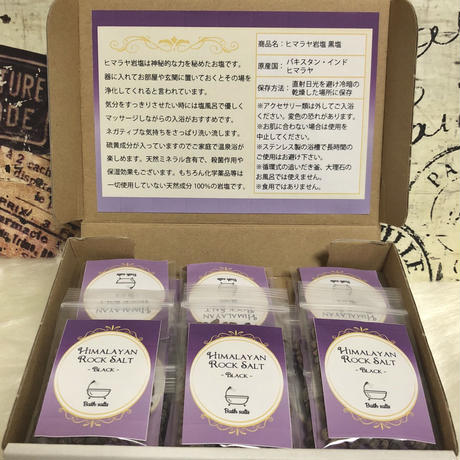 ヒマラヤ岩塩は神秘的な力を秘めたお塩です。
器に入れてお部屋や玄関に置いておくとその場を
浄化してくれると言われています。
気分をすっきりさせたい時には塩風呂で優しく
マッサージしながらの入浴がおすすめです。
ネガティブな気持ちをさっぱり洗い流します。
硫黄成分が入っていますのでご家庭で温泉浴が
楽しめます。天然ミネラル含有で、殺菌作用や
保湿効果もございます。もちろん化学薬品等は
一切使用していない天然成分100%の岩塩です。
商品名:ヒマラヤ岩塩 黒塩
原産国:パキスタン・インド
ヒマラヤ
保存方法:直射日光を避け冷暗の
乾燥した場所に保存
※アクセサリー類は外してご入浴
ください。変色の恐れがあります。
※お肌に合わない場合は使用を
中止してください。
※ステンレス製の浴槽で長時間の
ご使用はお避け下さい。
※循環式の追いだき釜、大理石の
お風呂では使えません。
※食用ではありません。
HIMALAYAN
ROCK SALT
- BLACK -
Bath salts
HIMALAYAN
ROCK SALT
- BLACK -
Bath salts
HIMALAYAN
ROCK SALT
- BLACK -
Bath salts